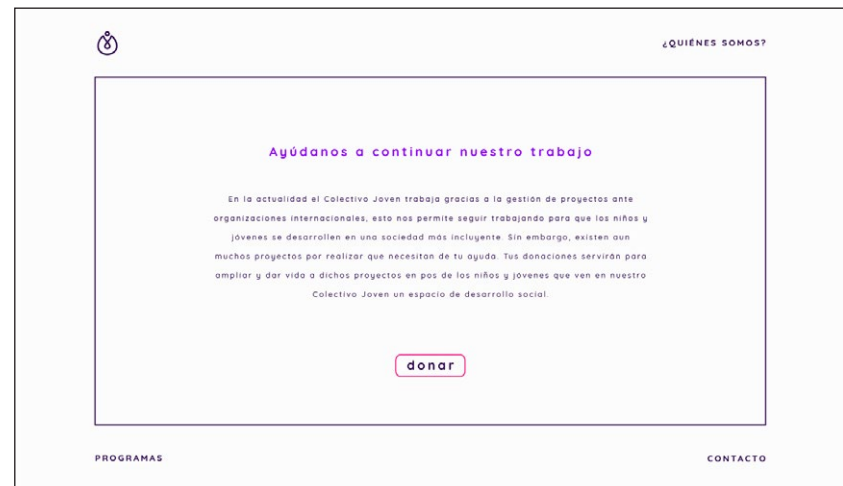 ¿QUIÉNES SOMOS?
Ayúdanos a continuar nuestro trabajo
En la actualidad el Colectivo Joven trabaja gracias a la gestión de proyectos ante
organizaciones internacionales, esto nos permite seguir trabajando para que los niños y
jóvenes se desarrollen en una sociedad más incluyente. Sin embargo, existen aun
muchos proyectos por realizar que necesitan de tu ayuda. Tus donaciones servirán para
ampliar y dar vida a dichos proyectos en pos de los niños y jóvenes que ven en nuestro
Colectivo Joven un espacio de desarrollo social.
donar
PROGRAMAS
CONTACTO